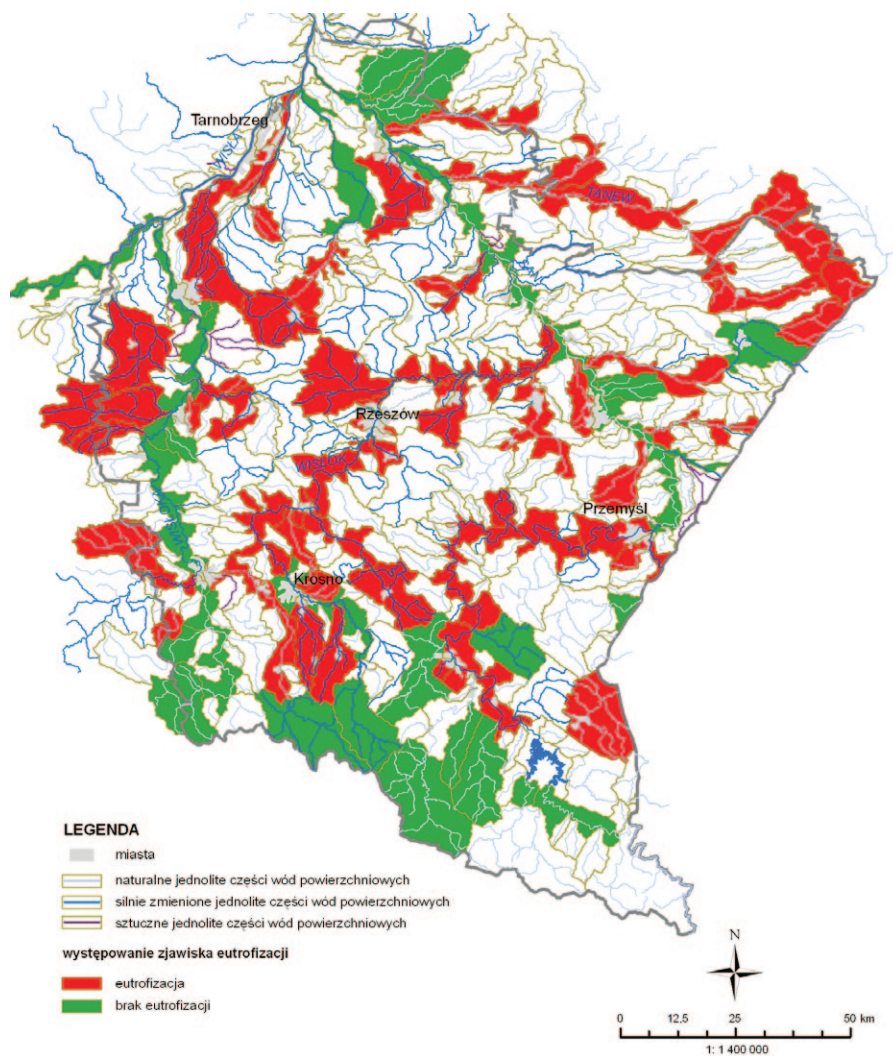 Tarnobrzeg
WISŁA
TANEW
Rzeszów
WISŁOK
Przemyśl
Krosno
LEGENDA
miasta
naturalne jednolite części wód powierzchniowych
silnie zmienione jednolite części wód powierzchniowych
sztuczne jednolite części wód powierzchniowych
występowanie zjawiska eutrofizacji
eutrofizacja
brak eutrofizacji
N
0 12.5 25 50 km
1: 1 400 000